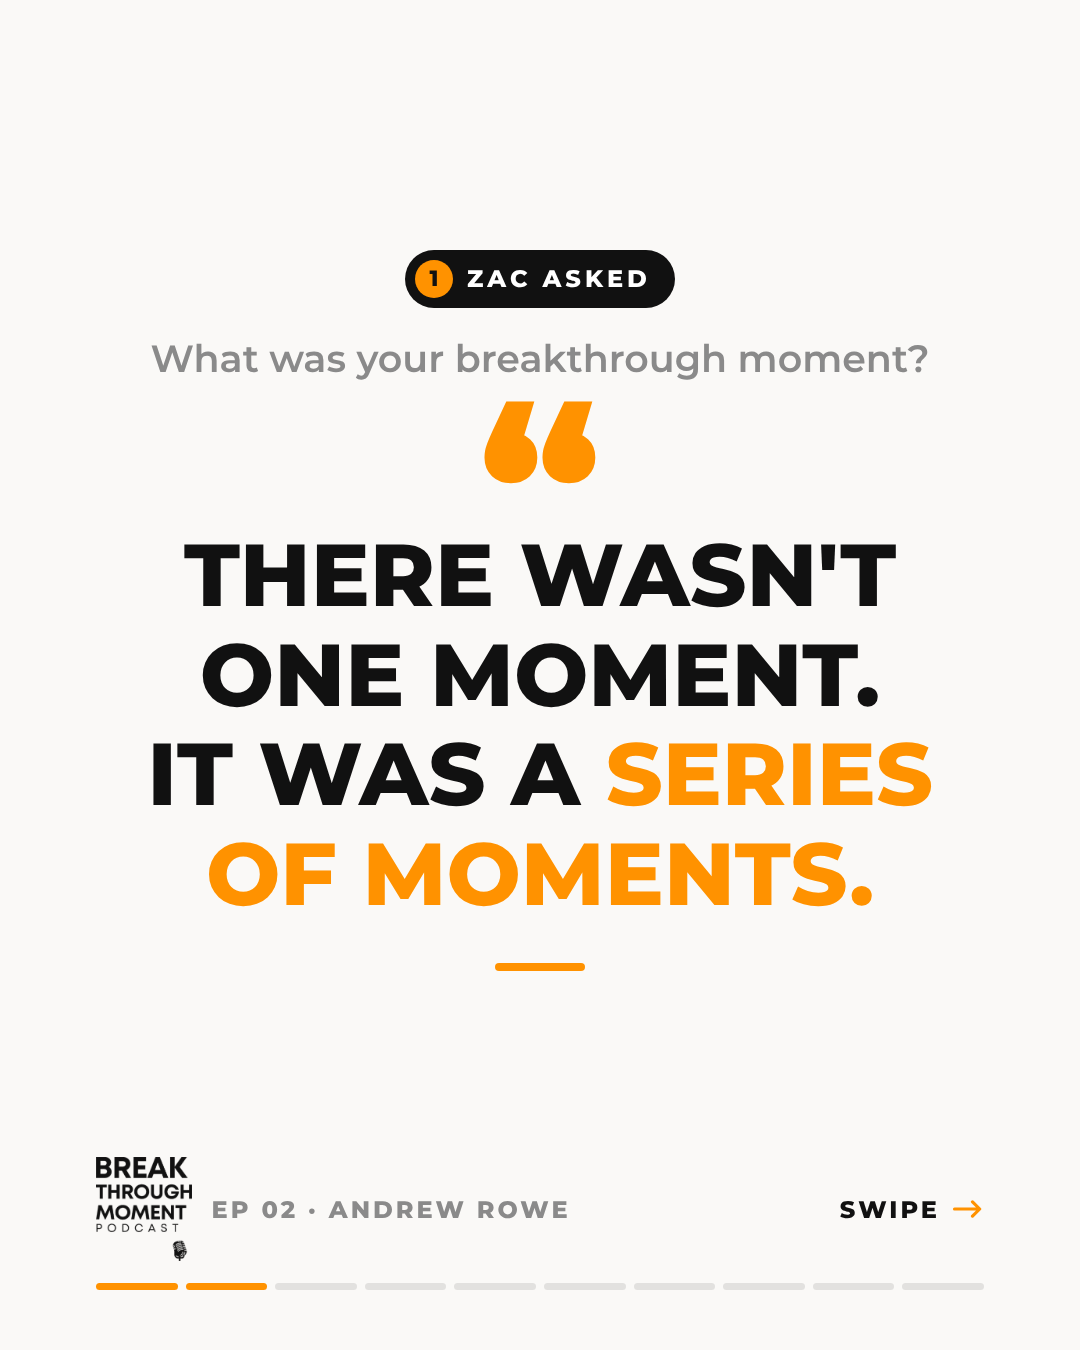 1 ZAC ASKED
What was your breakthrough moment?
“
THERE WASN'T
ONE MOMENT.
IT WAS A SERIES
OF MOMENTS.
BREAK
THROUGH
MOMENT
PODCAST
EP 02 · ANDREW ROWE
SWIPE →